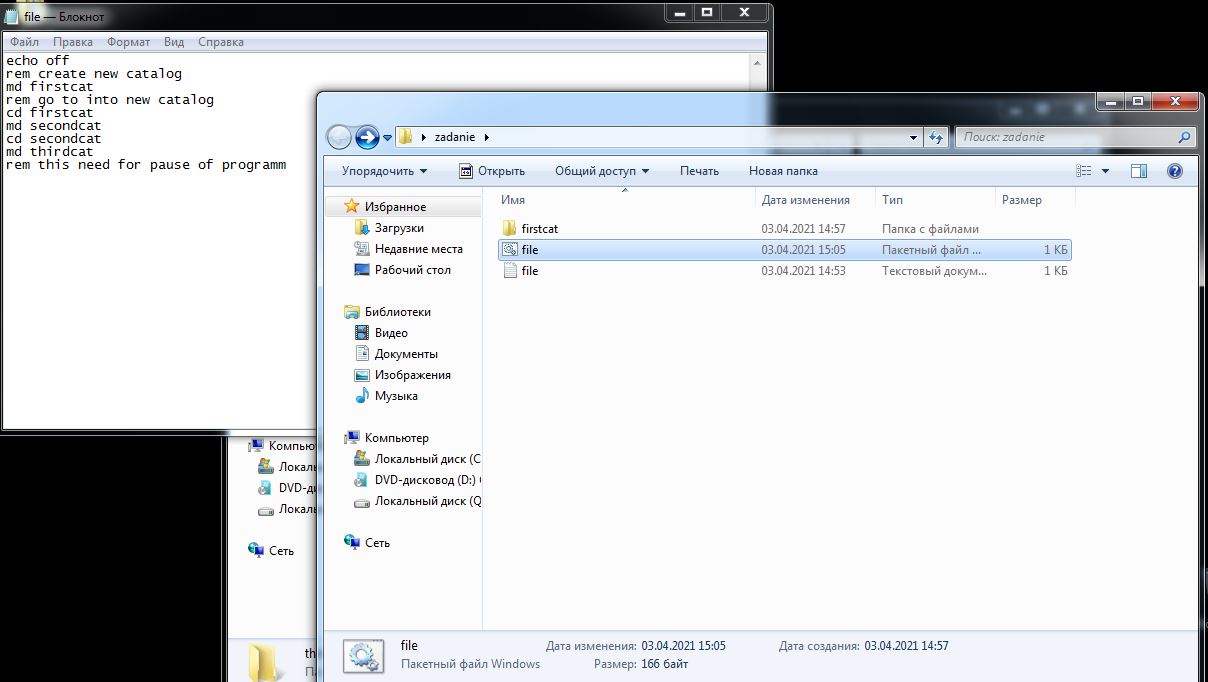 file — Блокнот
Файл Правка Формат Вид Справка
echo off
rem create new catalog
md firstcat
rem go to into new catalog
cd firstcat
md secondcat
cd secondcat
md thirdcat
rem this need for pause of programm
zadanie
Поиск: zadanie
Упорядочить Открыть Общий доступ Печать Новая папка
Имя Дата изменения Тип Размер
firstcat 03.04.2021 14:57 Папка с файлами
file 03.04.2021 15:05 Пакетный файл ... 1 КБ
file 03.04.2021 14:53 Текстовый докум... 1 КБ
Избранное
Загрузки
Недавние места
Рабочий стол
Библиотеки
Видео
Документы
Изображения
Музыка
Компьютер
Локальный диск (C
DVD-дисковод (D:)
Локальный диск (Q
Сеть
Компьют
Локаль
DVD-ди
Локаль
Сеть
th
file Дата изменения: 03.04.2021 15:05 Дата создания: 03.04.2021 14:57
Пакетный файл Windows Размер: 166 байт